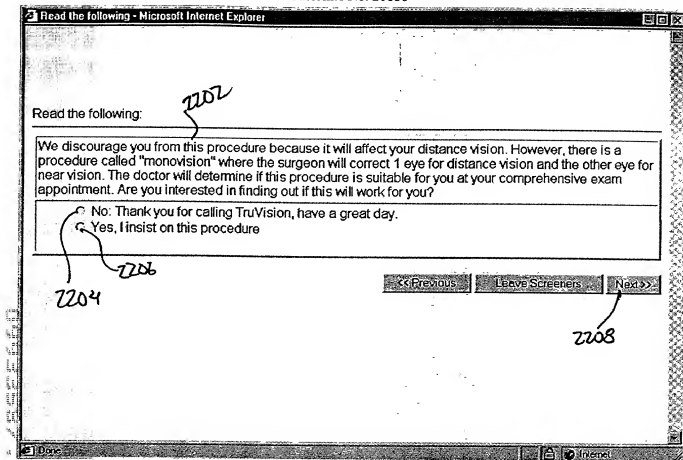 Read the following - Microsoft Internet Explorer
2202
Read the following:
We discourage you from this procedure because it will affect your distance vision. However, there is a
procedure called "monovision" where the surgeon will correct 1 eye for distance vision and the other eye for
near vision. The doctor will determine if this procedure is suitable for you at your comprehensive exam
appointment. Are you interested in finding out if this will work for you?
No: Thank you for calling TruVision, have a great day.
Yes, I insist on this procedure
2206
<< Previous Leave Screeners Next >>
2204
2208
Done Internet